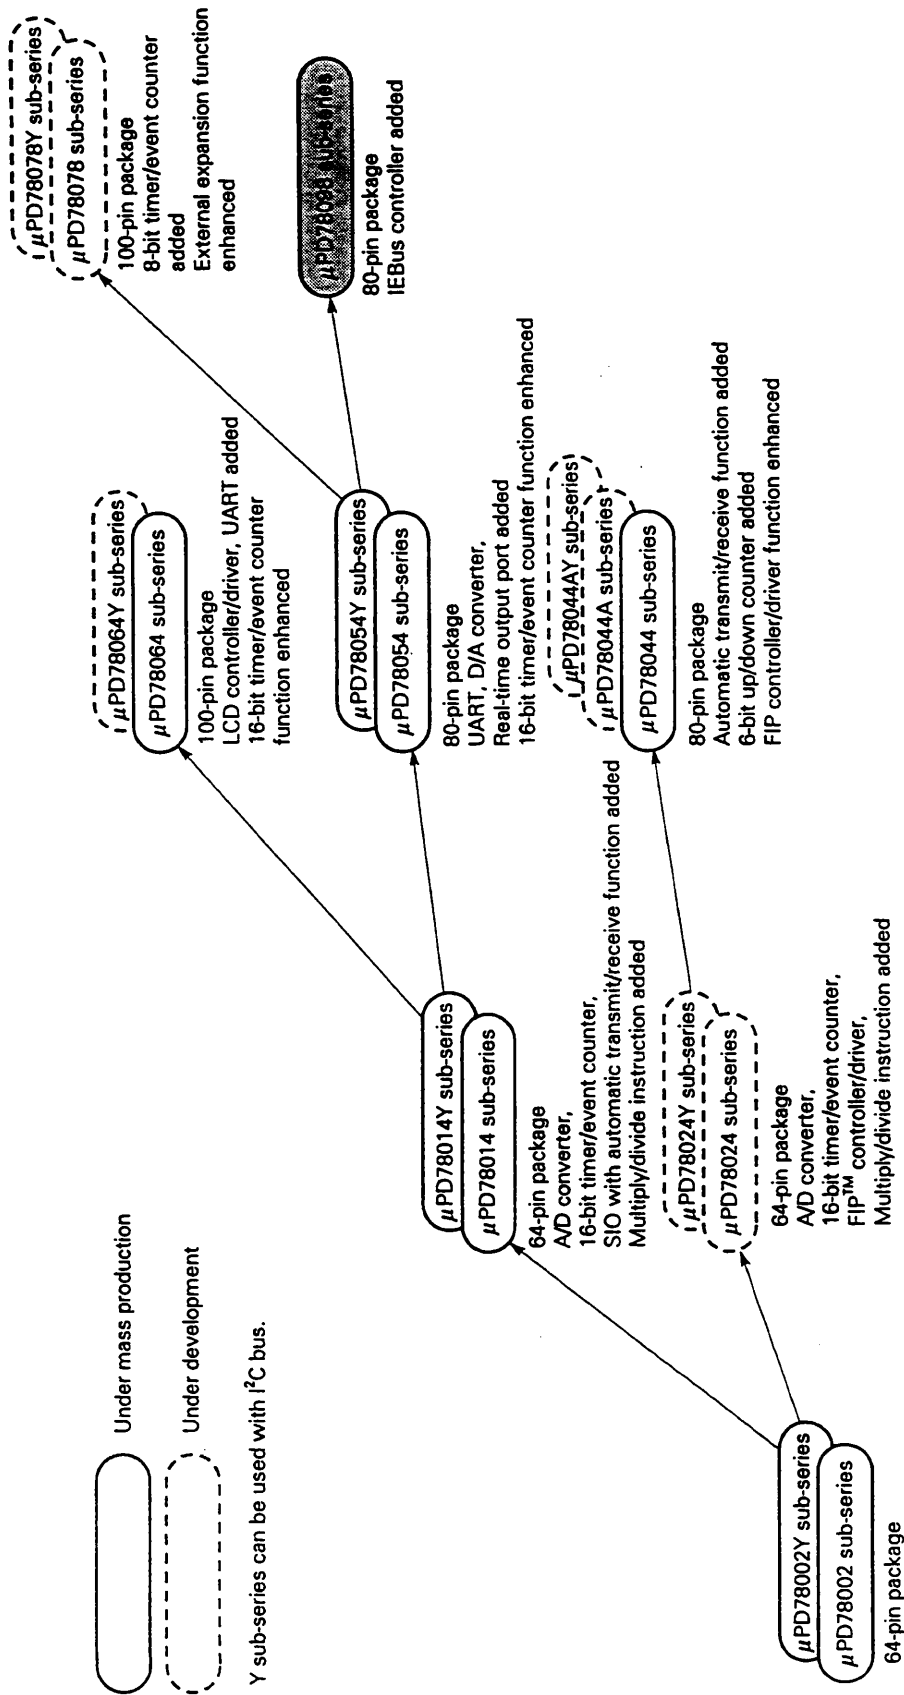 Under mass production
Under development
Y sub-series can be used with I²C bus.
μPD78002Y sub-series
μPD78002 sub-series
64-pin package
μPD78014Y sub-series
μPD78014 sub-series
64-pin package
A/D converter,
16-bit timer/event counter,
SIO with automatic transmit/receive function added
Multiply/divide instruction added
μPD78024Y sub-series
μPD78024 sub-series
64-pin package
A/D converter,
16-bit timer/event counter,
FIP™ controller/driver,
Multiply/divide instruction added
μPD78064Y sub-series
μPD78064 sub-series
100-pin package
LCD controller/driver, UART added
16-bit timer/event counter
function enhanced
μPD78054Y sub-series
μPD78054 sub-series
80-pin package
UART, D/A converter,
Real-time output port added
16-bit timer/event counter function enhanced
μPD78044AY sub-series
μPD78044A sub-series
μPD78044 sub-series
80-pin package
Automatic transmit/receive function added
6-bit up/down counter added
FIP controller/driver function enhanced
μPD78078Y sub-series
μPD78078 sub-series
100-pin package
8-bit timer/event counter
added
External expansion function
enhanced
μPD78098 sub-series
80-pin package
IEBus controller added